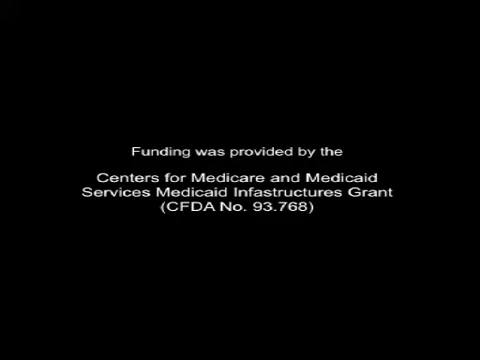 Funding was provided by the
Centers for Medicare and Medicaid
Services Medicaid Infastructures Grant
(CFDA No. 93.768)